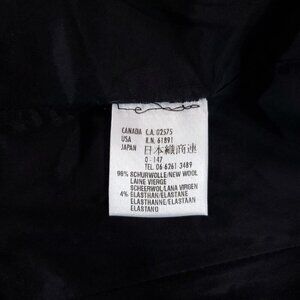 CANADA C.A. 02575
USA R.N. 61891
JAPAN 日本織商連
0-147
TEL. 06 6261 3489
96% SCHURWOLLE/NEW WOOL
LAINE VIERGE
SCHEERWOL/LANA VIRGEN
4% ELASTHAN/ELASTANE
ELASTHANNE/ELASTAAN
ELASTANO